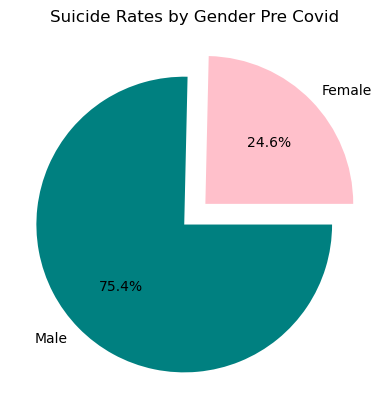 Suicide Rates by Gender Pre Covid
Female
24.6%
75.4%
Male